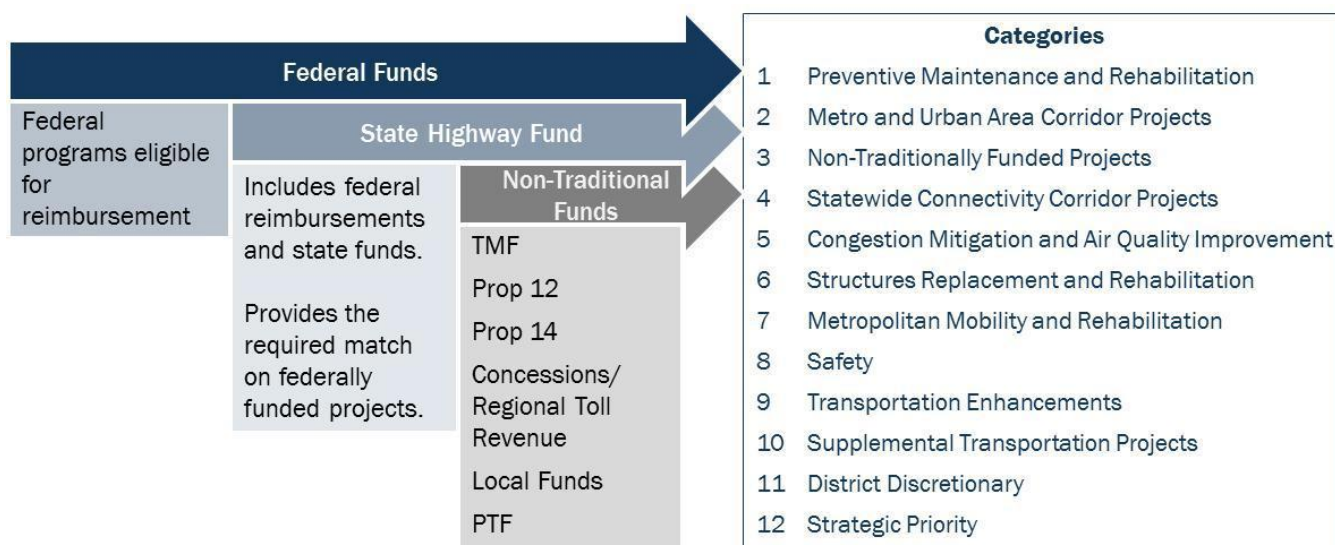 Federal Funds
Federal
programs eligible
for
reimbursement
State Highway Fund
Includes federal
reimbursements
and state funds.
Provides the
required match
on federally
funded projects.
Non-Traditional
Funds
TMF
Prop 12
Prop 14
Concessions/
Regional Toll
Revenue
Local Funds
PTF
Categories
1 Preventive Maintenance and Rehabilitation
2 Metro and Urban Area Corridor Projects
3 Non-Traditionally Funded Projects
4 Statewide Connectivity Corridor Projects
5 Congestion Mitigation and Air Quality Improvement
6 Structures Replacement and Rehabilitation
7 Metropolitan Mobility and Rehabilitation
8 Safety
9 Transportation Enhancements
10 Supplemental Transportation Projects
11 District Discretionary
12 Strategic Priority